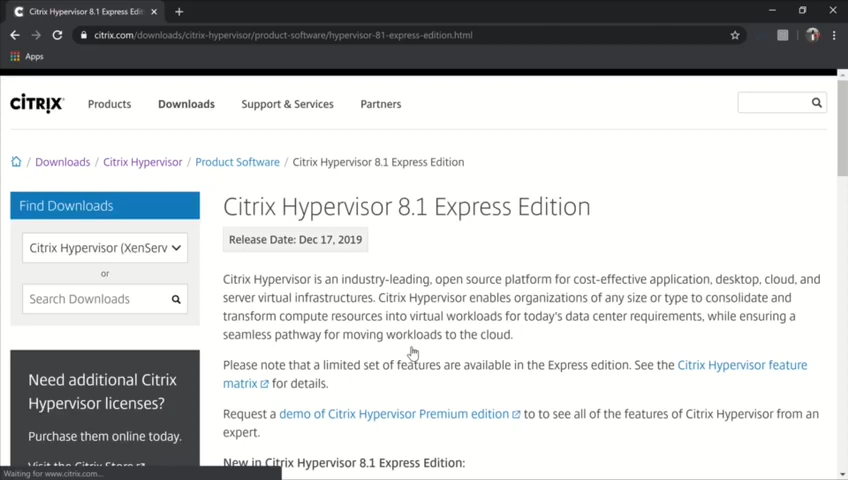 Citrix Hypervisor 8.1 Express Edi
citrix.com/downloads/citrix-hypervisor/product-software/hypervisor-81-express-edition.html
Apps
CITRIX
Products
Downloads
Support & Services
Partners
/ Downloads / Citrix Hypervisor / Product Software / Citrix Hypervisor 8.1 Express Edition
Find Downloads
Citrix Hypervisor (XenServ
or
Search Downloads
Need additional Citrix
Hypervisor licenses?
Purchase them online today.
Visit the Citrix Store
Citrix Hypervisor 8.1 Express Edition
Release Date: Dec 17, 2019
Citrix Hypervisor is an industry-leading, open source platform for cost-effective application, desktop, cloud, and
server virtual infrastructures. Citrix Hypervisor enables organizations of any size or type to consolidate and
transform compute resources into virtual workloads for today's data center requirements, while ensuring a
seamless pathway for moving workloads to the cloud.
Please note that a limited set of features are available in the Express edition. See the Citrix Hypervisor feature
matrix for details.
Request a demo of Citrix Hypervisor Premium edition to to see all of the features of Citrix Hypervisor from an
expert.
New in Citrix Hypervisor 8.1 Express Edition:
Waiting for www.citrix.com...